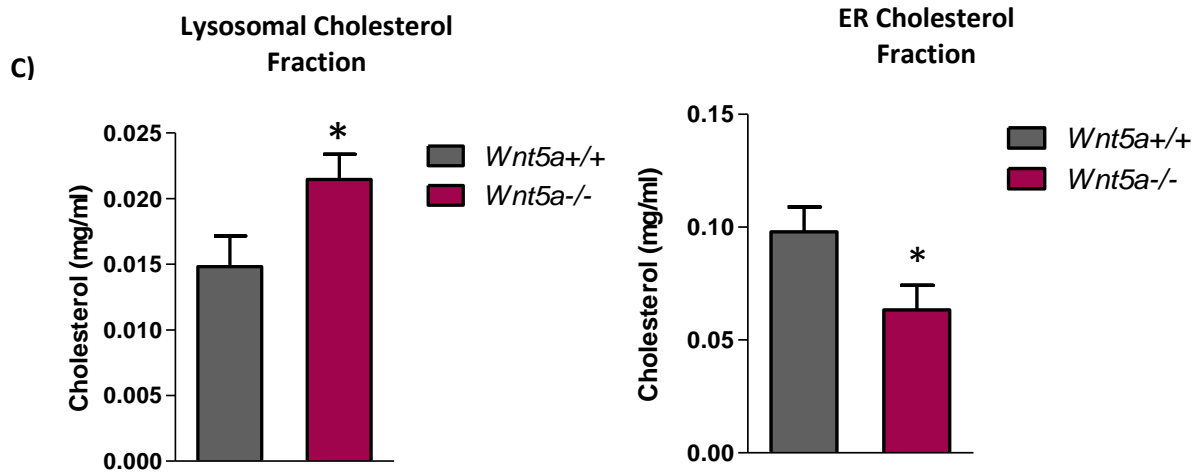 C)
Lysosomal Cholesterol
Fraction
Cholesterol (mg/ml)
0.025
0.020
0.015
0.010
0.005
0.000
*
Wnt5a+/+
Wnt5a-/-
ER Cholesterol
Fraction
Cholesterol (mg/ml)
0.15
0.10
0.05
0.00
*
Wnt5a+/+
Wnt5a-/-